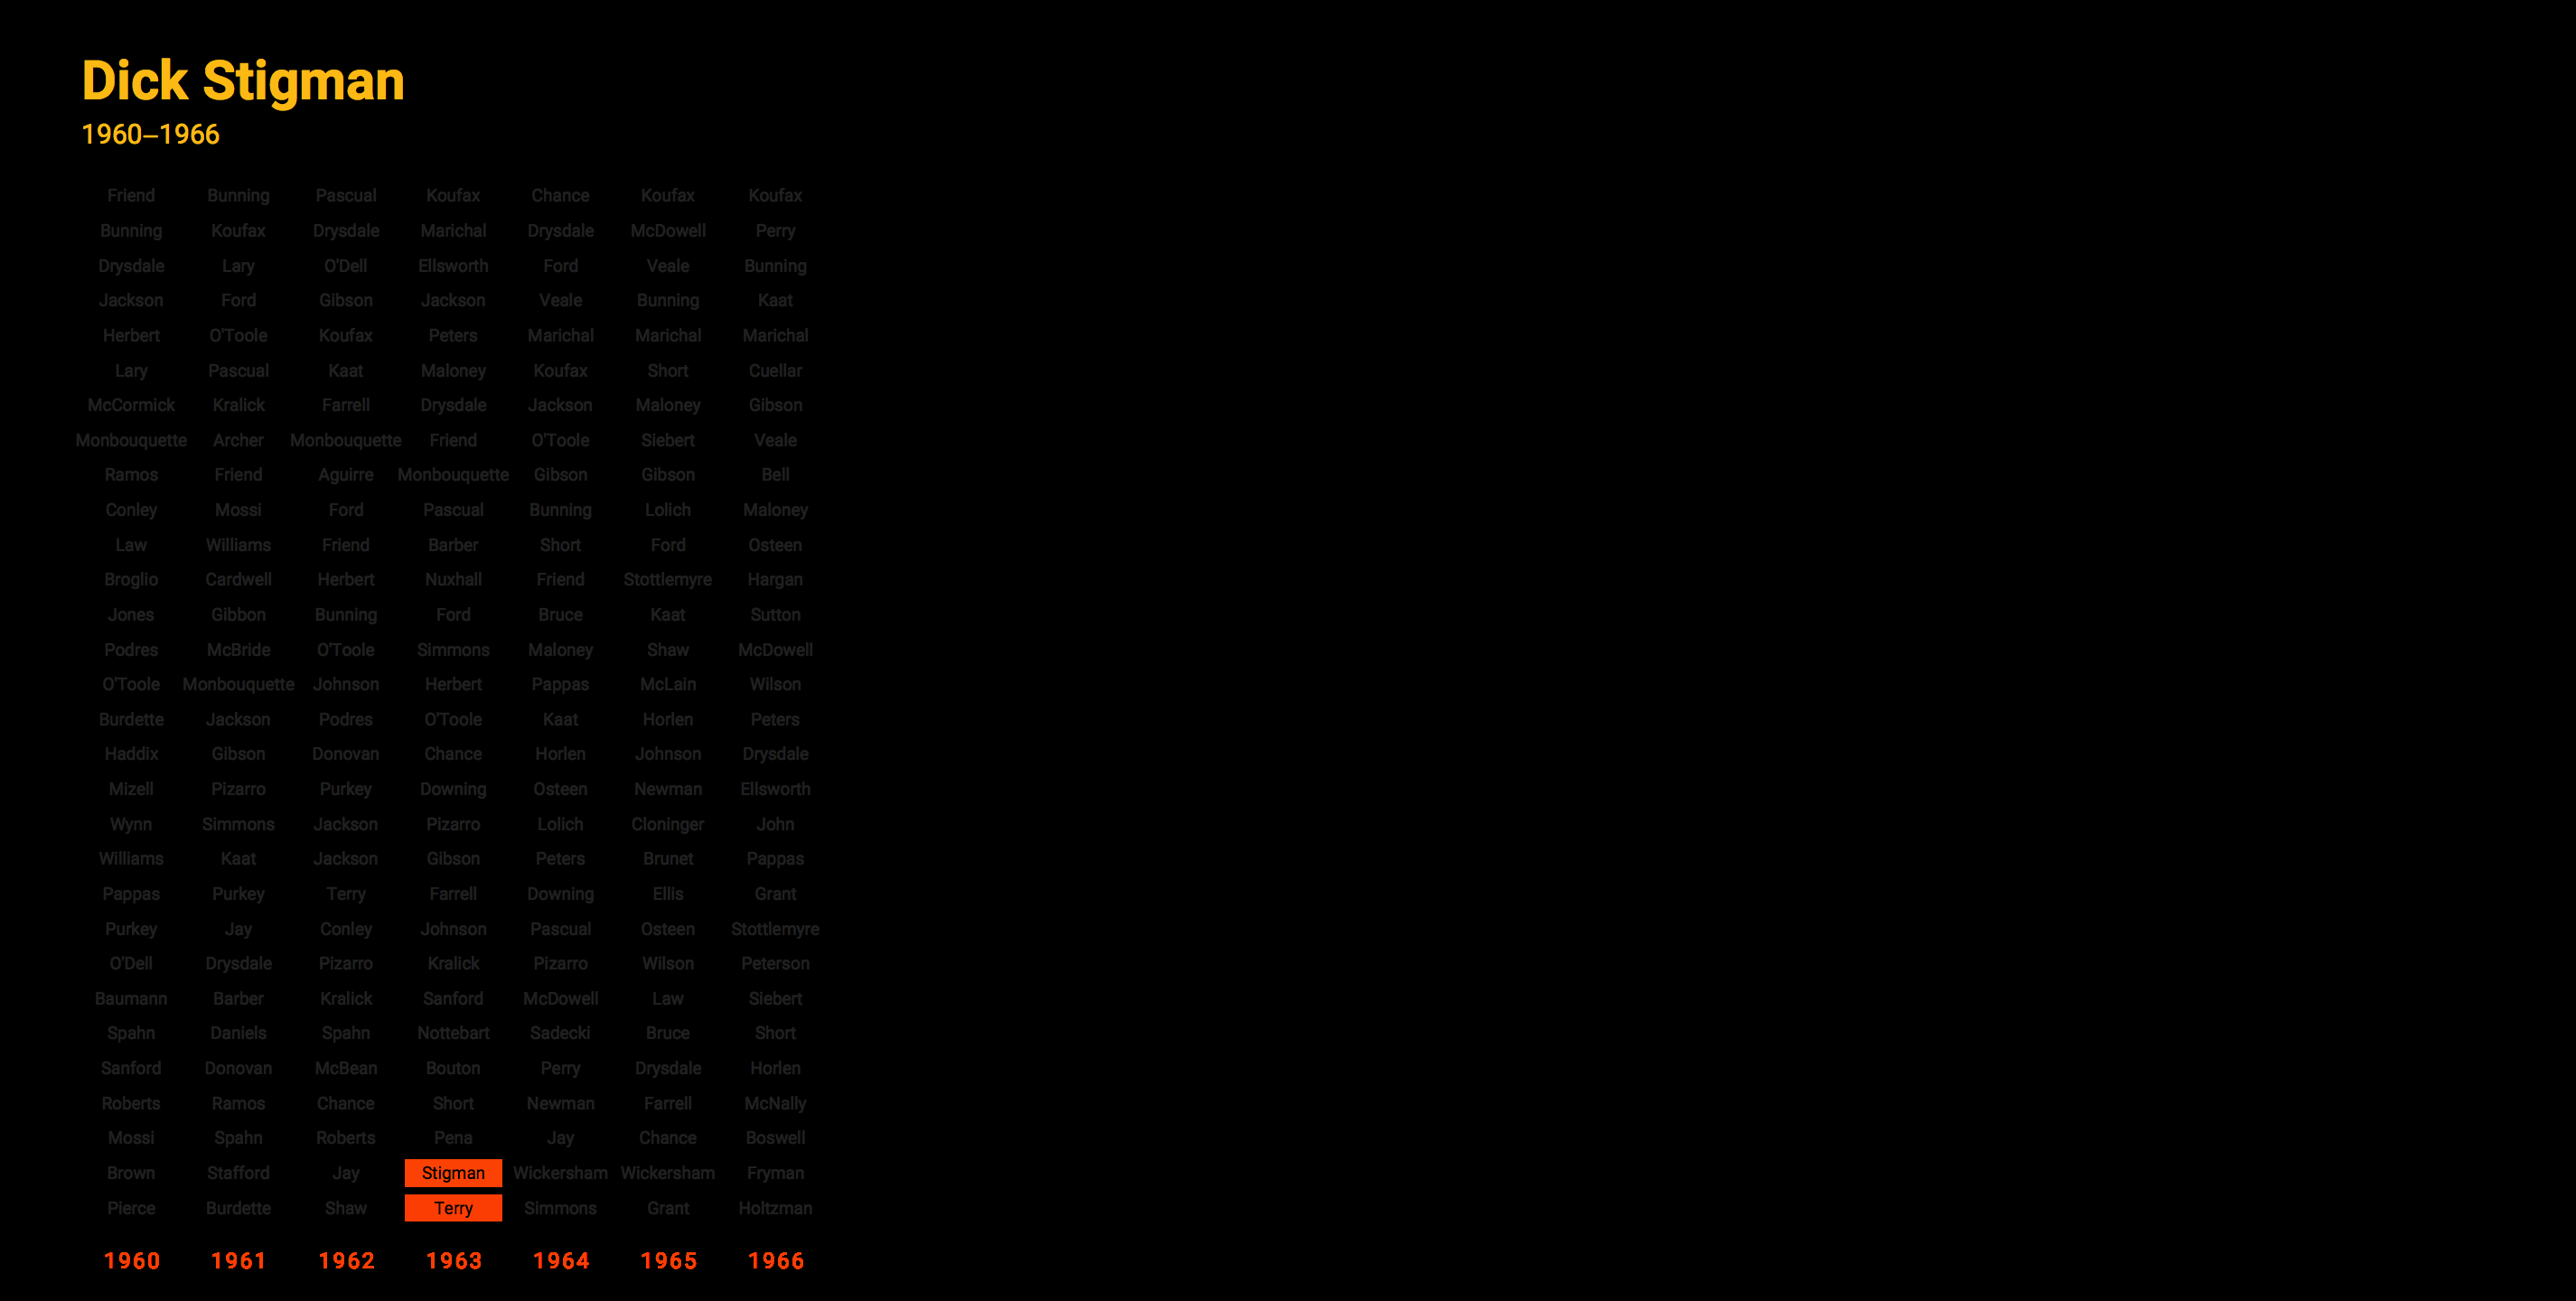 Dick Stigman
1960–1966
Friend Bunning Pascual Koufax Chance Koufax Koufax
Bunning Koufax Drysdale Marichal Drysdale McDowell Perry
Drysdale Lary O'Dell Ellsworth Ford Veale Bunning
Jackson Ford Gibson Jackson Veale Bunning Kaat
Herbert O'Toole Koufax Peters Marichal Marichal Marichal
Lary Pascual Kaat Maloney Koufax Short Cuellar
McCormick Kralick Farrell Drysdale Jackson Maloney Gibson
Monbouquette Archer Monbouquette Friend O'Toole Siebert Veale
Ramos Friend Aguirre Monbouquette Gibson Gibson Bell
Conley Mossi Ford Pascual Bunning Lolich Maloney
Law Williams Friend Barber Short Ford Osteen
Broglio Cardwell Herbert Nuxhall Friend Stottlemyre Hargan
Jones Gibbon Bunning Ford Bruce Kaat Sutton
Podres McBride O'Toole Simmons Maloney Shaw McDowell
O'Toole Monbouquette Johnson Herbert Pappas McLain Wilson
Burdette Jackson Podres O'Toole Kaat Horlen Peters
Haddix Gibson Donovan Chance Horlen Johnson Drysdale
Mizell Pizarro Purkey Downing Osteen Newman Ellsworth
Wynn Simmons Jackson Pizarro Lolich Cloninger John
Williams Kaat Jackson Gibson Peters Brunet Pappas
Pappas Purkey Terry Farrell Downing Ellis Grant
Purkey Jay Conley Johnson Pascual Osteen Stottlemyre
O'Dell Drysdale Pizarro Kralick Pizarro Wilson Peterson
Baumann Barber Kralick Sanford McDowell Law Siebert
Spahn Daniels Spahn Nottebart Sadecki Bruce Short
Sanford Donovan McBean Bouton Perry Drysdale Horlen
Roberts Ramos Chance Short Newman Farrell McNally
Mossi Spahn Roberts Pena Jay Chance Boswell
Brown Stafford Jay Stigman Wickersham Wickersham Fryman
Pierce Burdette Shaw Terry Simmons Grant Holtzman
1960 1961 1962 1963 1964 1965 1966